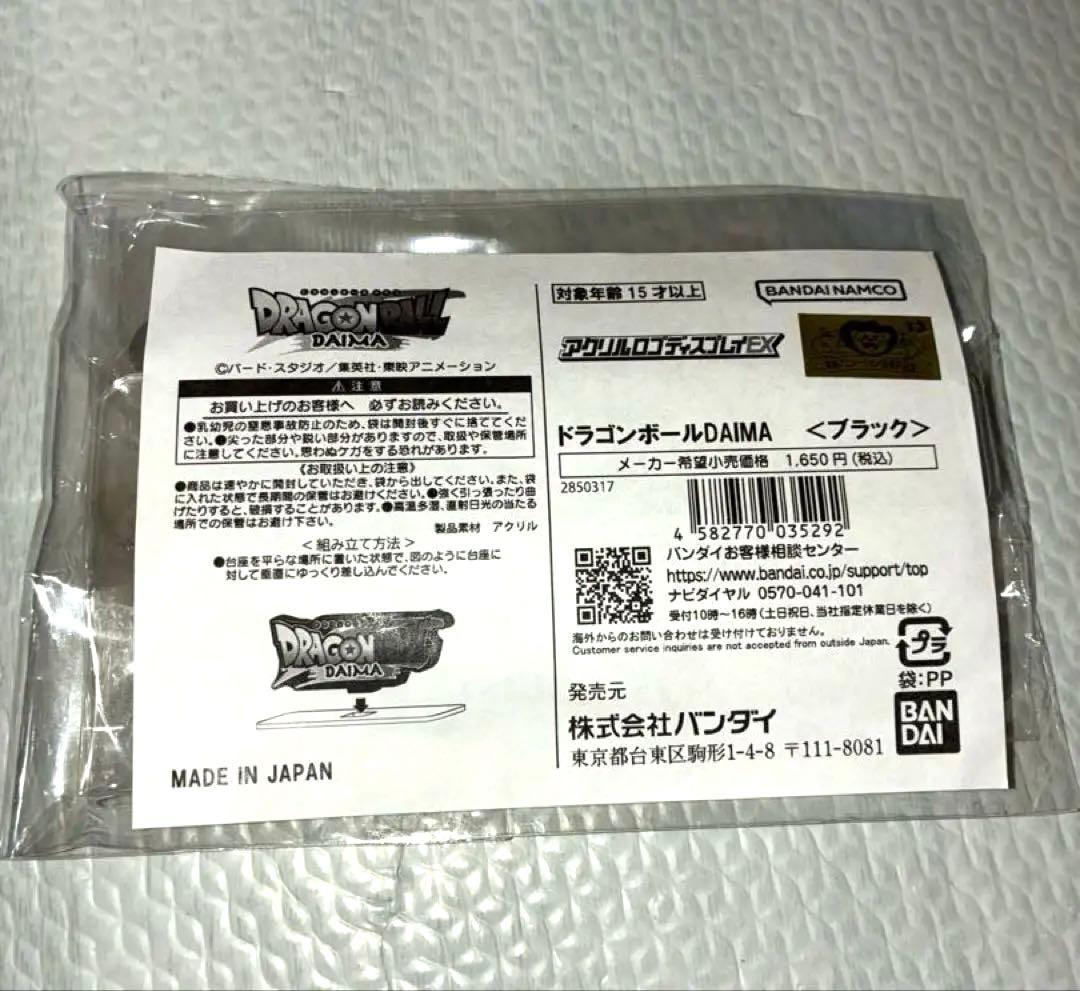 DRAGON BALL
DAIMA
©バード・スタジオ／集英社・東映アニメーション
⚠ 注 意
お買い上げのお客様へ 必ずお読みください。
●乳幼児の窒息事故防止のため、袋は開封後すぐに捨ててくだ
さい。●尖った部分や鋭い部分がありますので、取扱や保管場所
に注意してください。思わぬケガをする恐れがあります。
《お取扱い上の注意》
●商品は速やかに開封していただき、袋から出してください。また、袋
に入れた状態で長期間の保管はお避けください。●強く引っ張ったり曲
げたりすると、破損することがあります。●高温多湿、直射日光の当たる
場所での保管はお避け下さい。
製品素材 アクリル
＜組み立て方法＞
●台座を平らな場所に置いた状態で、図のように台座に
対して垂直にゆっくり差し込んでください。
DRAGON
DAIMA
MADE IN JAPAN
対象年齢15才以上
BANDAI NAMCO
アクリルロゴディスプレイEX
ドラゴンボールDAIMA ＜ブラック＞
メーカー希望小売価格 1,650円(税込)
2850317
4 582770 035292
バンダイお客様相談センター
https://www.bandai.co.jp/support/top
ナビダイヤル 0570-041-101
受付10時～16時(土日祝日、当社指定休業日を除く)
海外からのお問い合わせは受け付けておりません。
Customer service inquiries are not accepted from outside Japan.
プラ
袋:PP
発売元
株式会社バンダイ
東京都台東区駒形1-4-8 〒111-8081
BAN
DAI